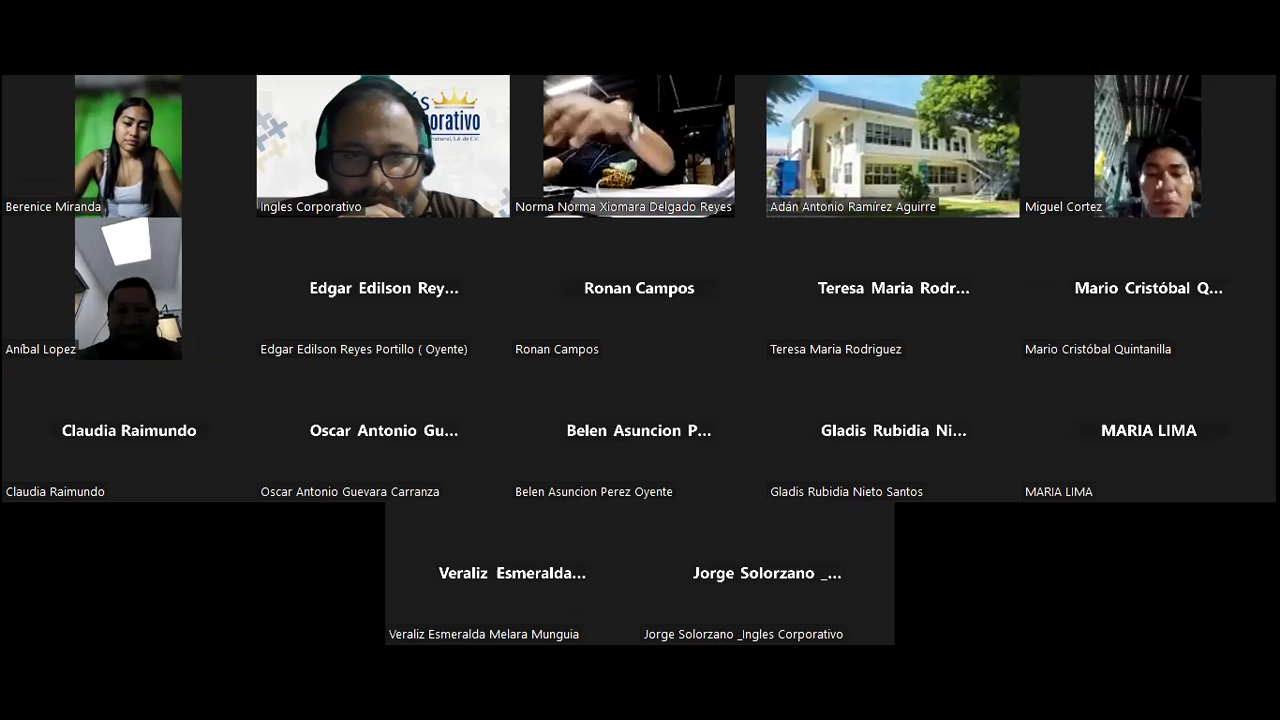 ÉS
orativo
national, S.A. de C.V.
Berenice Miranda
Ingles Corporativo
Norma Norma Xiomara Delgado Reyes
Adán Antonio Ramírez Aguirre
Miguel Cortez
Edgar Edilson Rey...
Ronan Campos
Teresa Maria Rodr...
Mario Cristóbal Q...
Aníbal Lopez
Edgar Edilson Reyes Portillo ( Oyente)
Ronan Campos
Teresa Maria Rodriguez
Mario Cristóbal Quintanilla
Claudia Raimundo
Oscar Antonio Gu...
Belen Asuncion P...
Gladis Rubidia Ni...
MARIA LIMA
Claudia Raimundo
Oscar Antonio Guevara Carranza
Belen Asuncion Perez Oyente
Gladis Rubidia Nieto Santos
MARIA LIMA
Veraliz Esmeralda...
Jorge Solorzano _...
Veraliz Esmeralda Melara Munguia
Jorge Solorzano _Ingles Corporativo